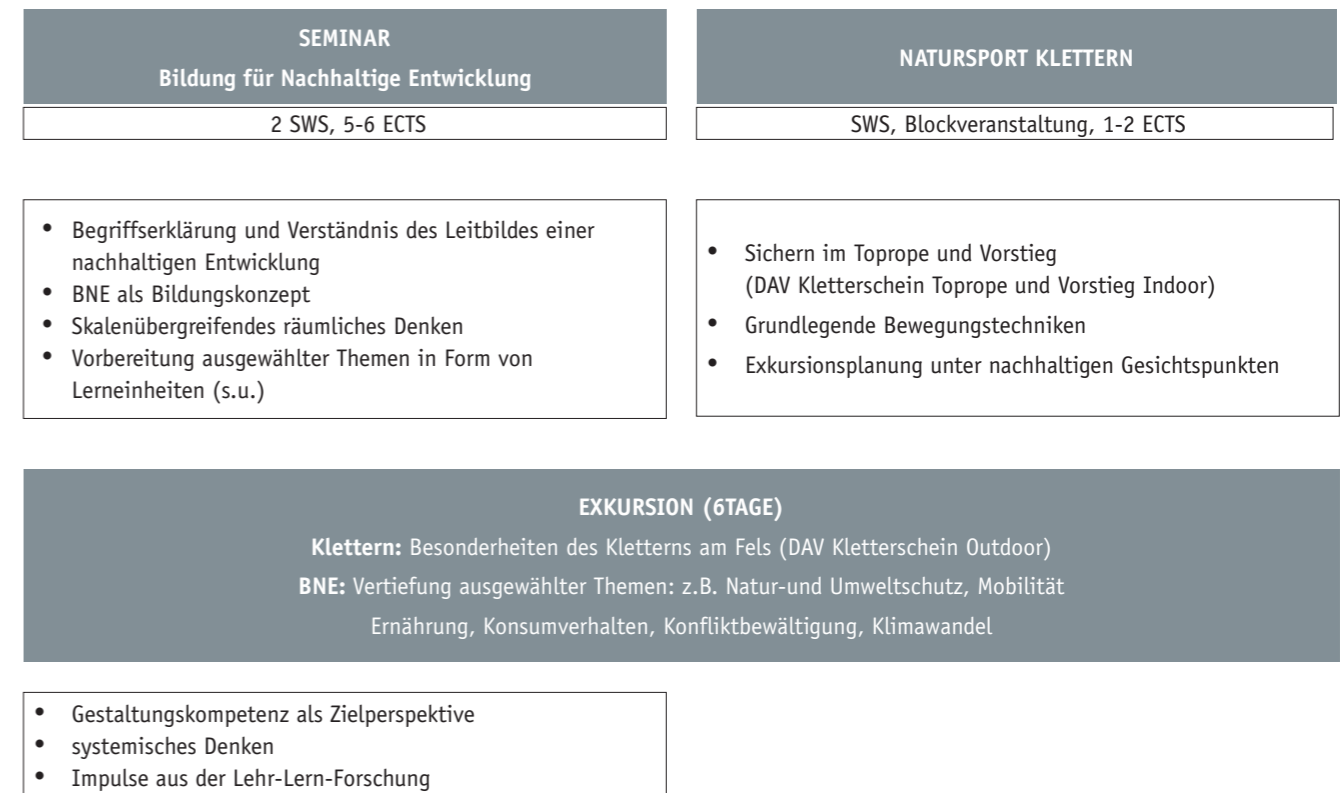 SEMINAR
Bildung für Nachhaltige Entwicklung
2 SWS, 5-6 ECTS
NATURSPORT KLETTERN
SWS, Blockveranstaltung, 1-2 ECTS
• Begriffserklärung und Verständnis des Leitbildes einer
nachhaltigen Entwicklung
• BNE als Bildungskonzept
• Skalenübergreifendes räumliches Denken
• Vorbereitung ausgewählter Themen in Form von
Lerneinheiten (s.u.)
• Sichern im Toprope und Vorstieg
(DAV Kletterschein Toprope und Vorstieg Indoor)
• Grundlegende Bewegungstechniken
• Exkursionsplanung unter nachhaltigen Gesichtspunkten
EXKURSION (6TAGE)
Klettern: Besonderheiten des Kletterns am Fels (DAV Kletterschein Outdoor)
BNE: Vertiefung ausgewählter Themen: z.B. Natur-und Umweltschutz, Mobilität
Ernährung, Konsumverhalten, Konfliktbewältigung, Klimawandel
• Gestaltungskompetenz als Zielperspektive
• systemisches Denken
• Impulse aus der Lehr-Lern-Forschung